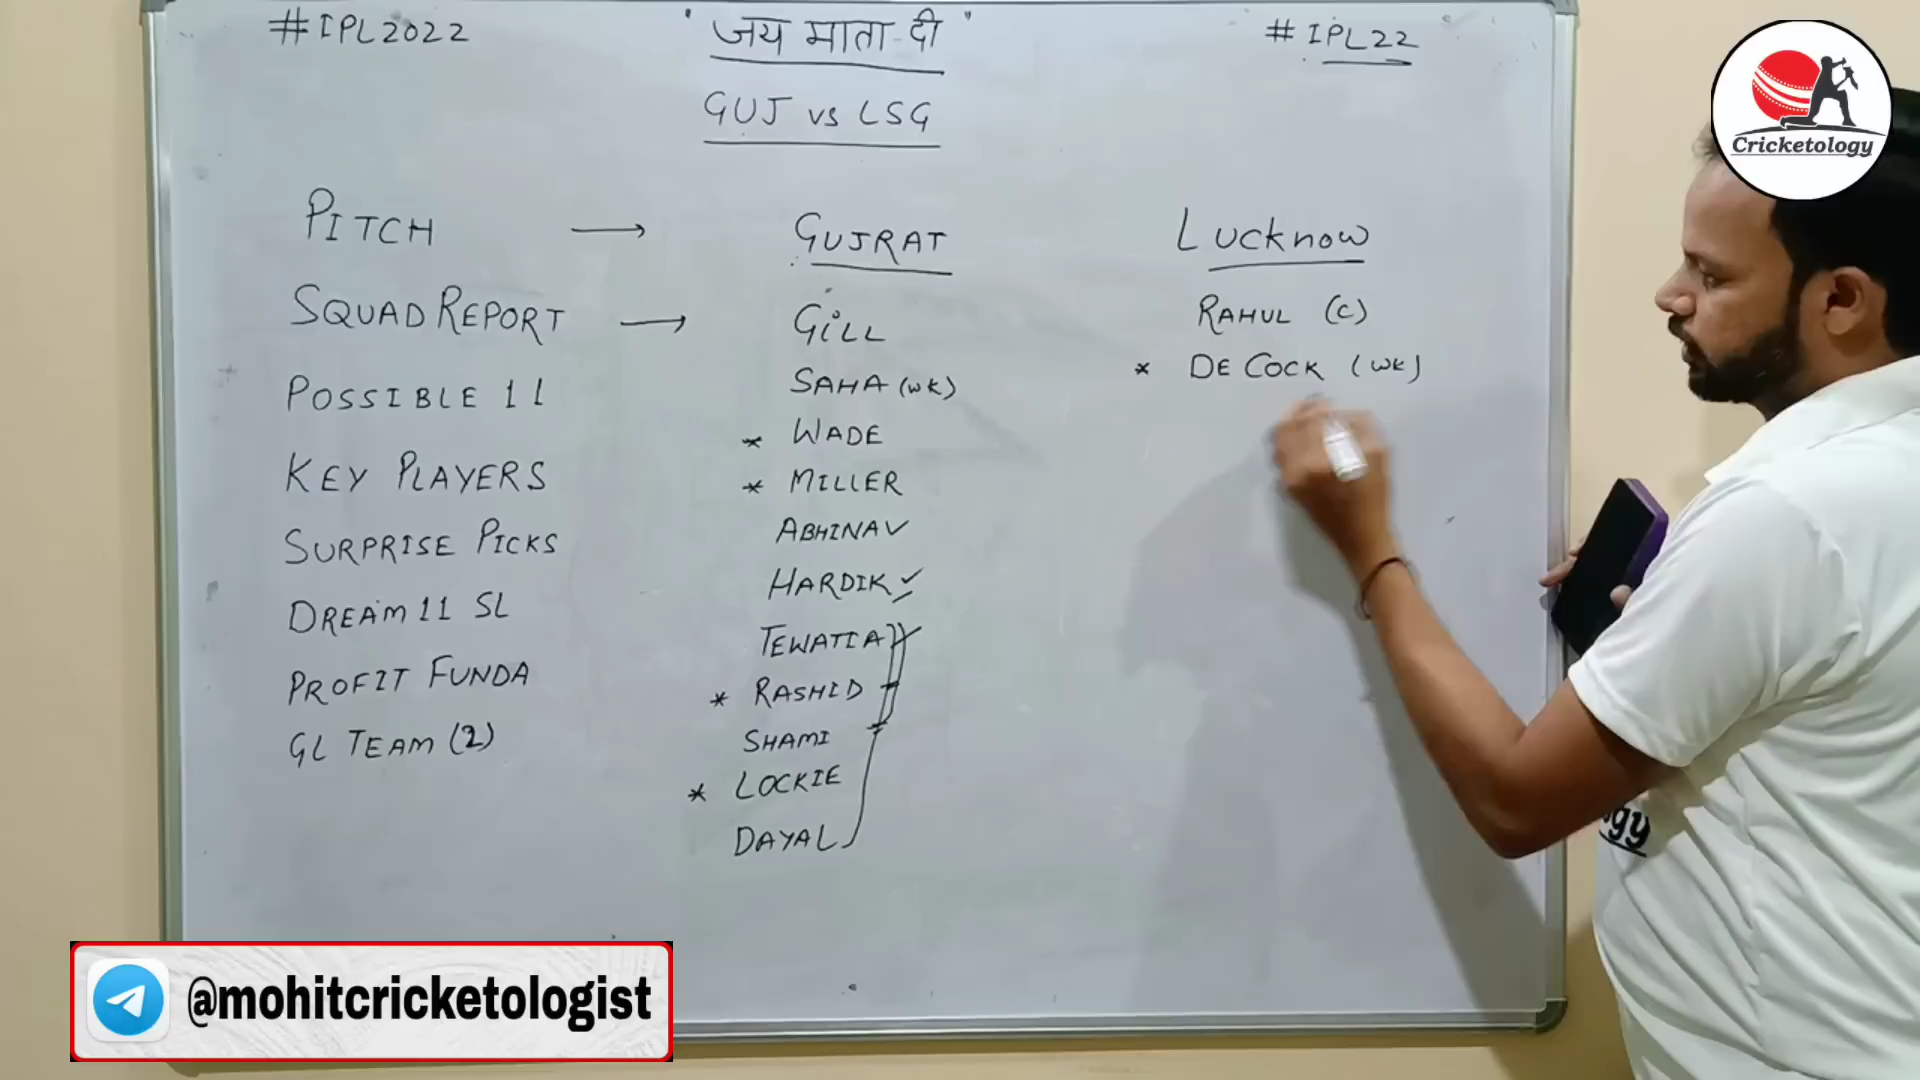 #IPL2022
"जय माता दी"
#IPL22
GUJ vs LSG
Cricketology
PITCH →
SQUAD REPORT →
POSSIBLE 11
KEY PLAYERS
SURPRISE PICKS
DREAM11 SL
PROFIT FUNDA
GL TEAM (2)
GUJRAT
GILL
SAHA (WK)
* WADE
* MILLER
ABHINAV
HARDIK ✓
TEWATIA
* RASHID
SHAMI
* LOCKIE
DAYAL
Lucknow
RAHUL (C)
* DE COCK (WK)
@mohitcricketologist